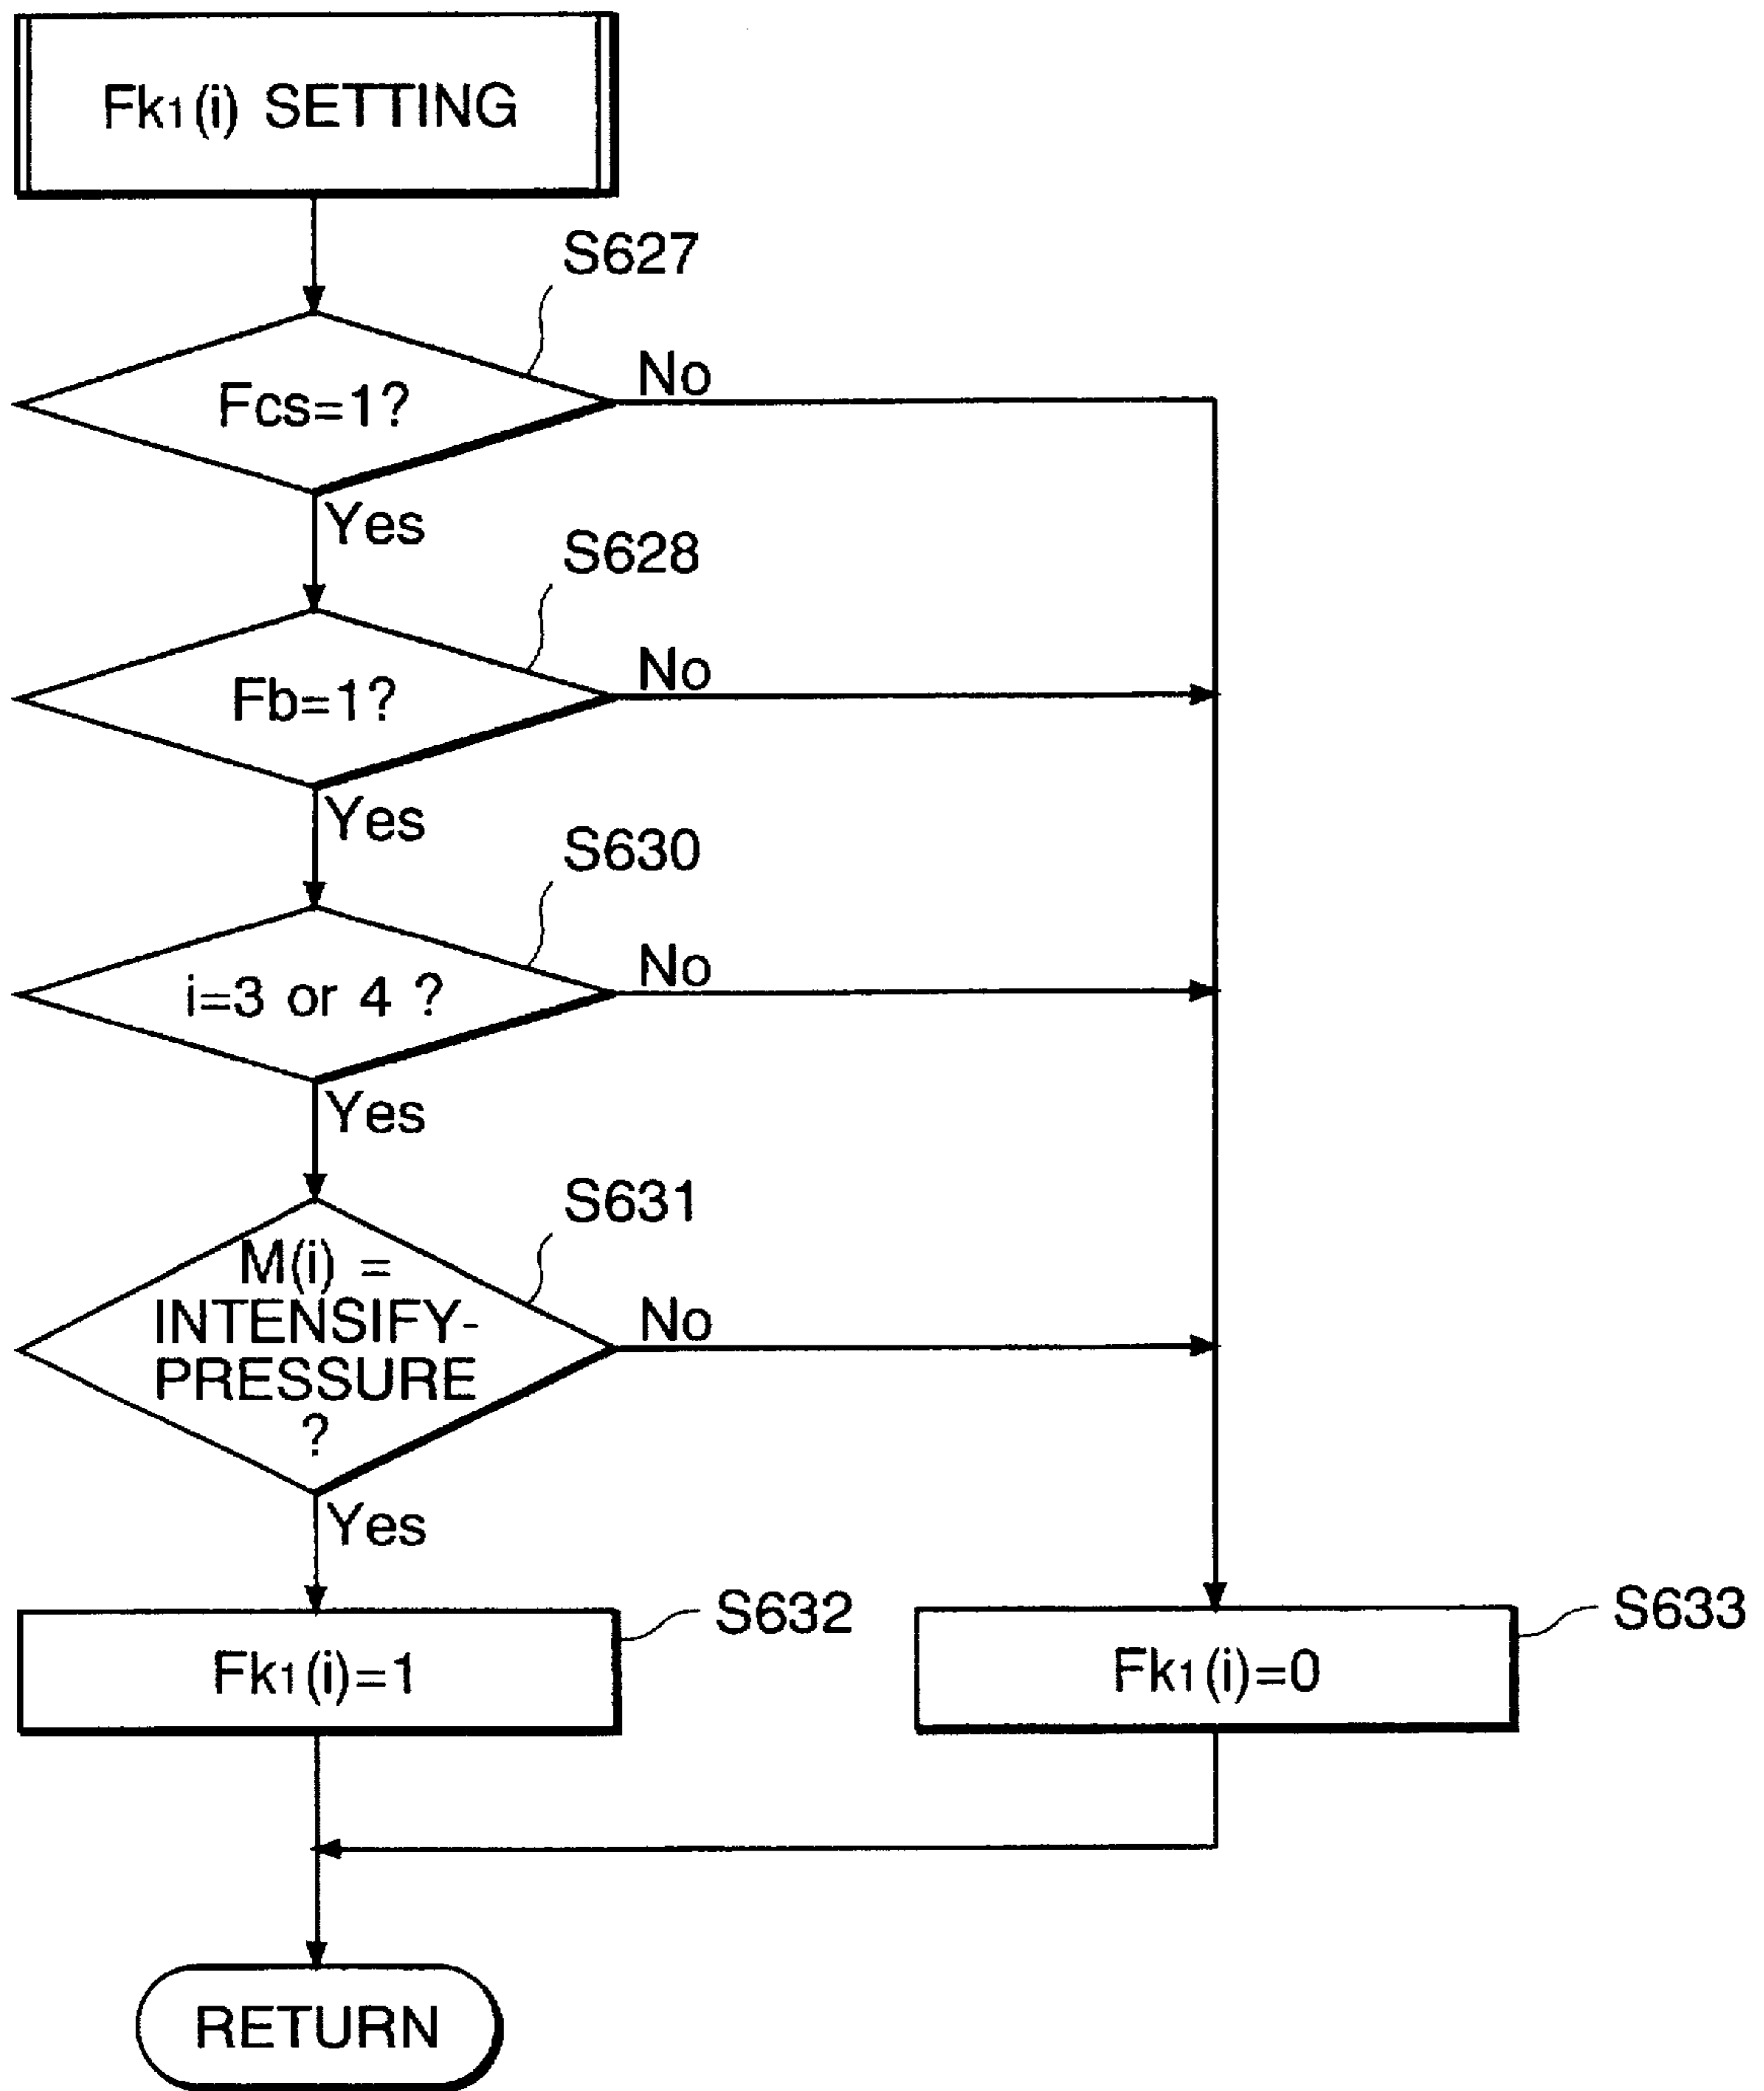 Fk1(i) SETTING
S627
Fcs=1?
No
Yes
S628
Fb=1?
No
Yes
S630
i=3 or 4 ?
No
Yes
S631
M(i) =
INTENSIFY-
PRESSURE
?
No
Yes
S632
Fk1(i)=1
S633
Fk1(i)=0
RETURN